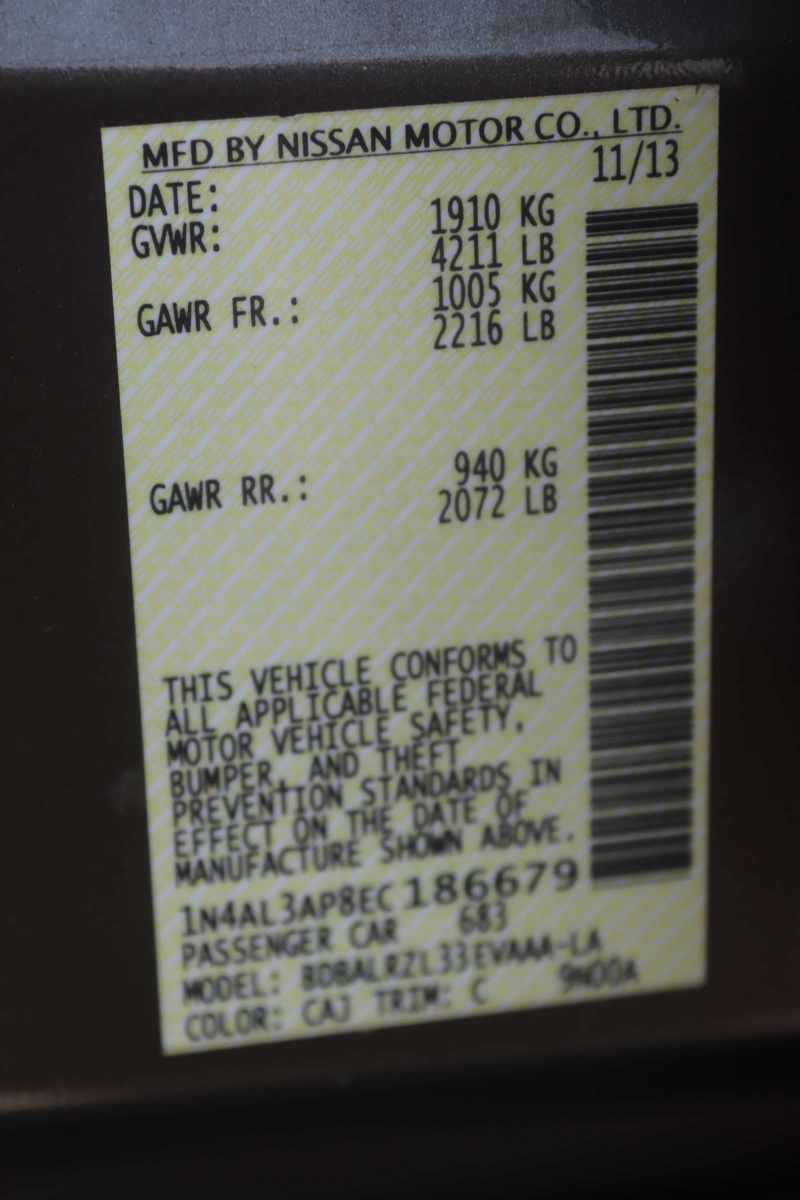 MFD BY NISSAN MOTOR CO., LTD.
DATE: 11/13
GVWR: 1910 KG
4211 LB
GAWR FR.: 1005 KG
2216 LB
GAWR RR.: 940 KG
2072 LB
THIS VEHICLE CONFORMS TO
ALL APPLICABLE FEDERAL
MOTOR VEHICLE SAFETY,
BUMPER, AND THEFT
PREVENTION STANDARDS IN
EFFECT ON THE DATE OF
MANUFACTURE SHOWN ABOVE.
1N4AL3AP8EC186679
PASSENGER CAR 683
MODEL: BDBALRZL33EVAAA-LA
COLOR: CAJ TRIM: C 9N00A